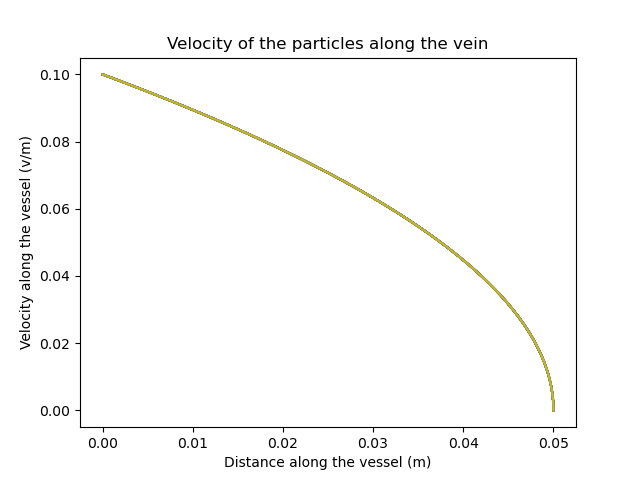 Velocity of the particles along the vein
0.10
0.08
0.06
0.04
0.02
0.00
Velocity along the vessel (v/m)
0.00 0.01 0.02 0.03 0.04 0.05
Distance along the vessel (m)